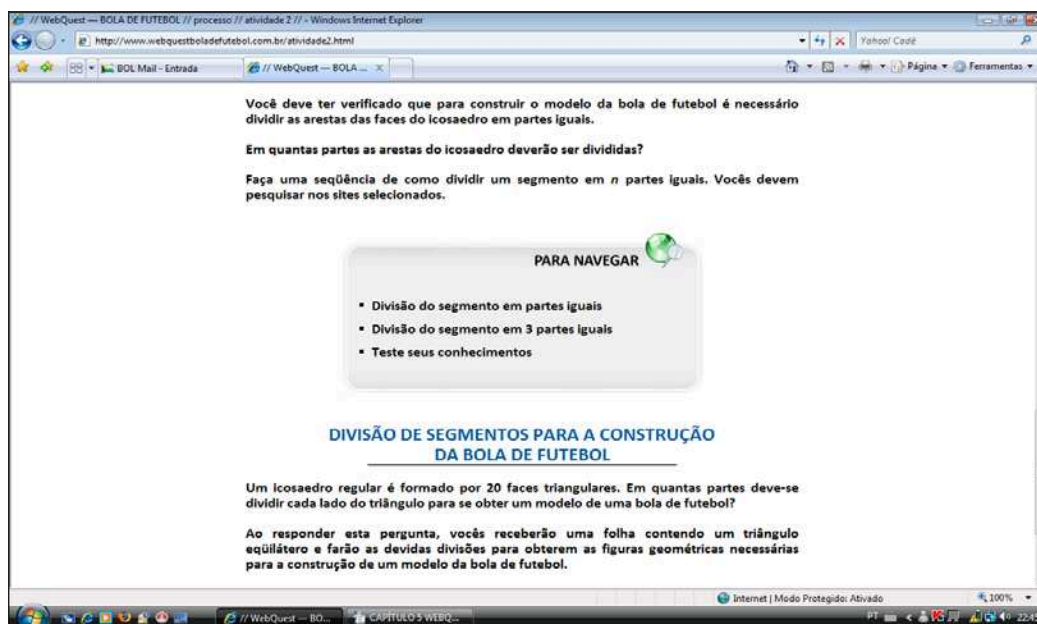 // WebQuest — BOLA DE FUTEBOL // processo // atividade 2 // - Windows Internet Explorer
http://www.webquestboladefutebol.com.br/atividade2.html
Yahoo! Cadê
BOL Mail - Entrada
// WebQuest — BOLA ...
Página
Ferramentas
Você deve ter verificado que para construir o modelo da bola de futebol é necessário
dividir as arestas das faces do icosaedro em partes iguais.
Em quantas partes as arestas do icosaedro deverão ser divididas?
Faça uma seqüência de como dividir um segmento em n partes iguais. Vocês devem
pesquisar nos sites selecionados.
PARA NAVEGAR
▪ Divisão do segmento em partes iguais
▪ Divisão do segmento em 3 partes iguais
▪ Teste seus conhecimentos
DIVISÃO DE SEGMENTOS PARA A CONSTRUÇÃO
DA BOLA DE FUTEBOL
Um icosaedro regular é formado por 20 faces triangulares. Em quantas partes deve-se
dividir cada lado do triângulo para se obter um modelo de uma bola de futebol?
Ao responder esta pergunta, vocês receberão uma folha contendo um triângulo
eqüilátero e farão as devidas divisões para obterem as figuras geométricas necessárias
para a construção de um modelo da bola de futebol.
Internet | Modo Protegido: Ativado
100%
// WebQuest — BO...
CAPÍTULO 5 WEBQ...
PT